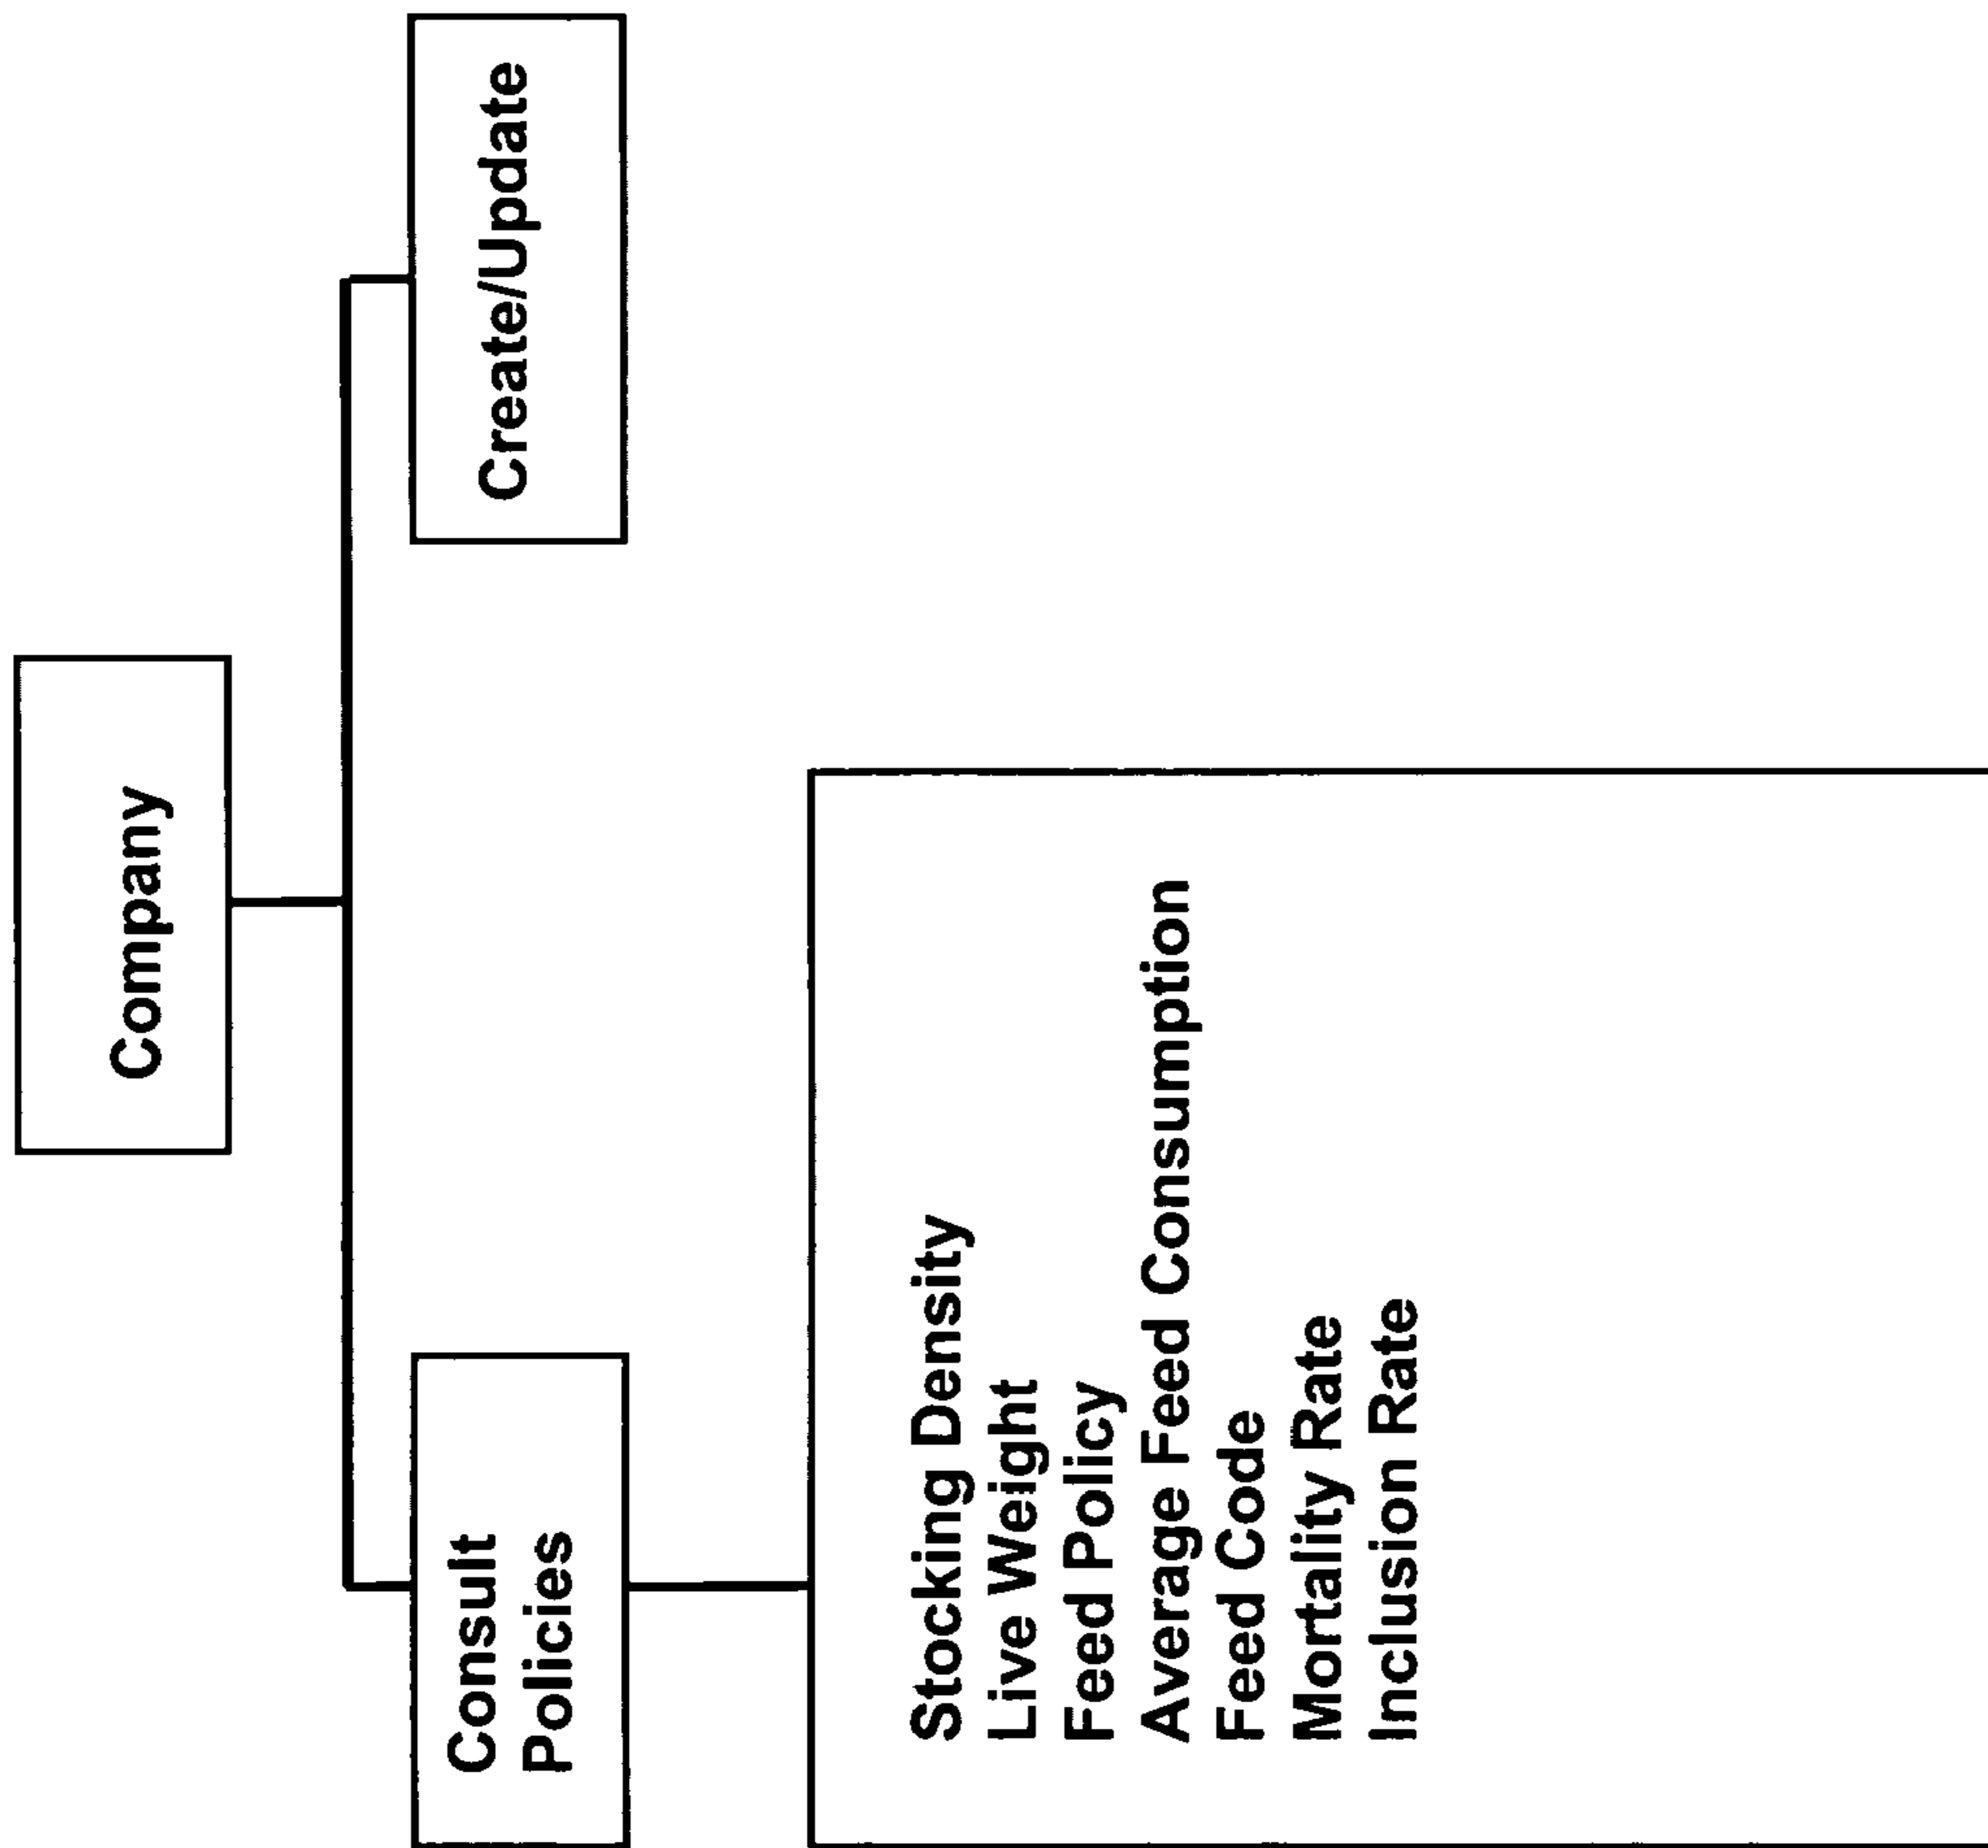 Company
Consult
Policies
Create/Update
Stocking Density
Live Weight
Feed Policy
Average Feed Consumption
Feed Code
Mortality Rate
Inclusion Rate